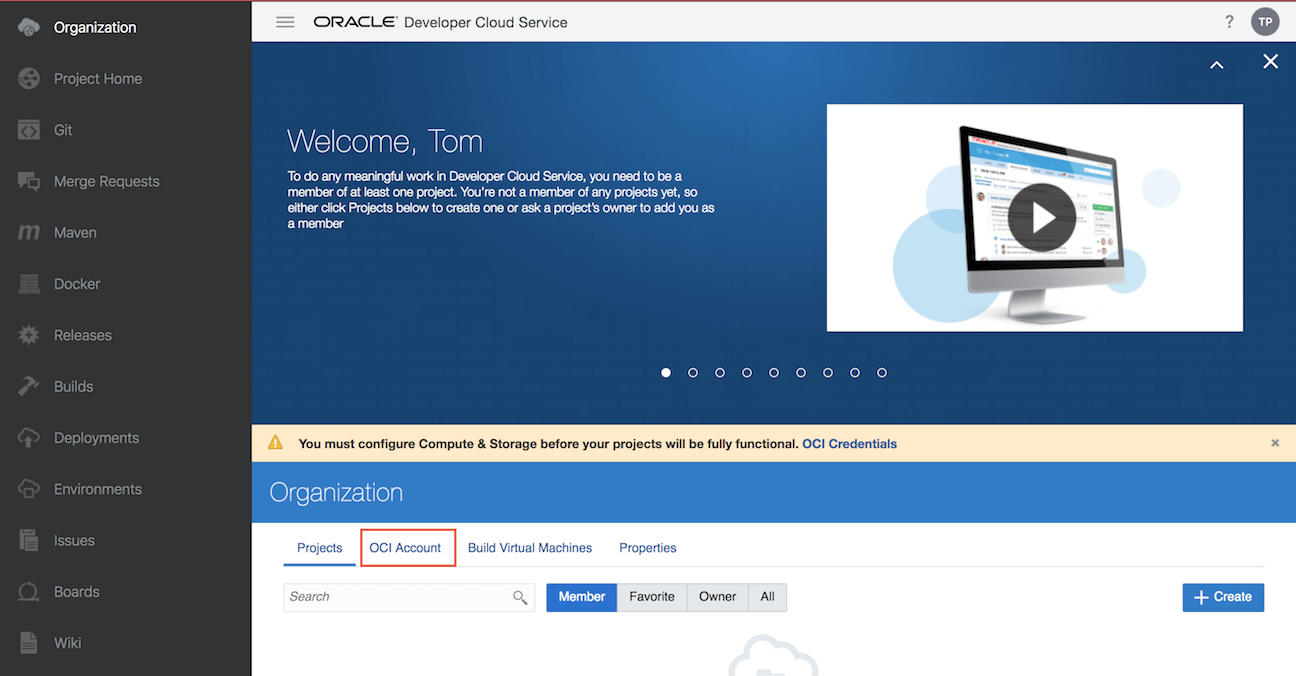 Organization
Project Home
Git
Merge Requests
Maven
Docker
Releases
Builds
Deployments
Environments
Issues
Boards
Wiki
ORACLE® Developer Cloud Service
? TP
Welcome, Tom
To do any meaningful work in Developer Cloud Service, you need to be a
member of at least one project. You're not a member of any projects yet, so
either click Projects below to create one or ask a project's owner to add you as
a member
You must configure Compute & Storage before your projects will be fully functional. OCI Credentials
Organization
Projects OCI Account Build Virtual Machines Properties
Search Member Favorite Owner All Create